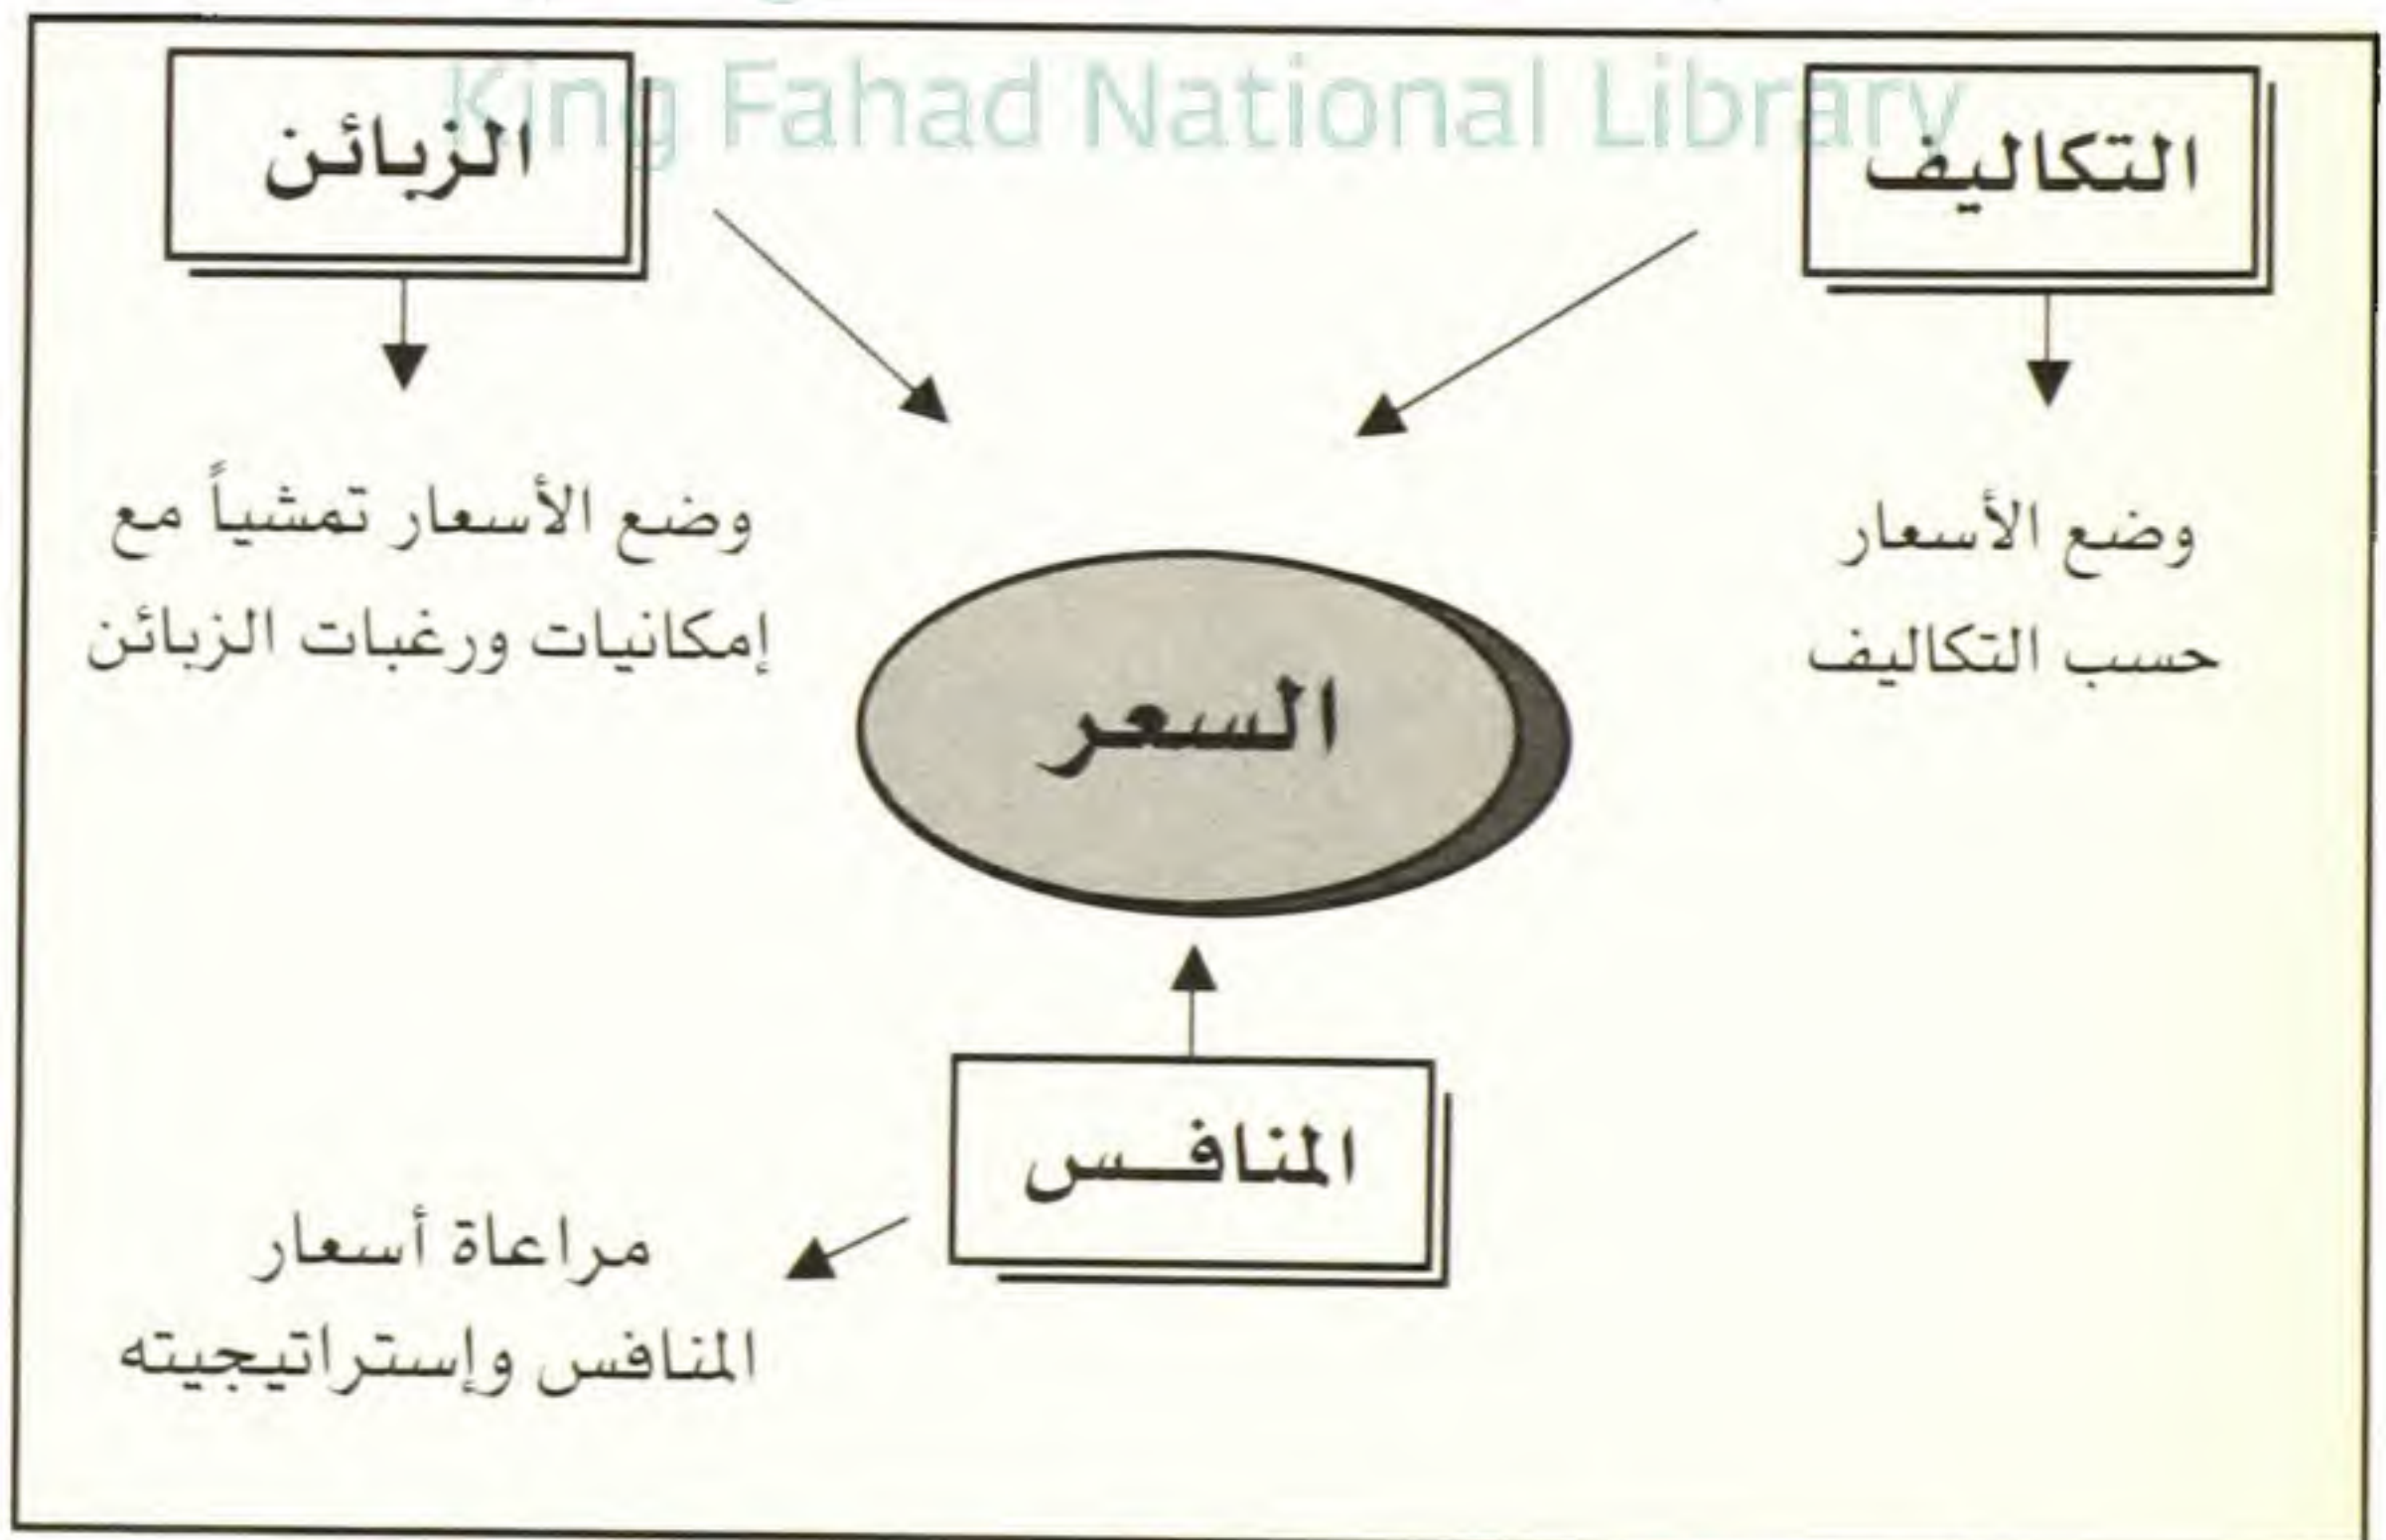 King Fahad National Library
التكاليف
الزبائن
وضع الأسعار
حسب التكاليف
وضع الأسعار تمشياً مع
إمكانيات ورغبات الزبائن
السعر
المنافس
مراعاة أسعار
المنافس وإستراتيجيته